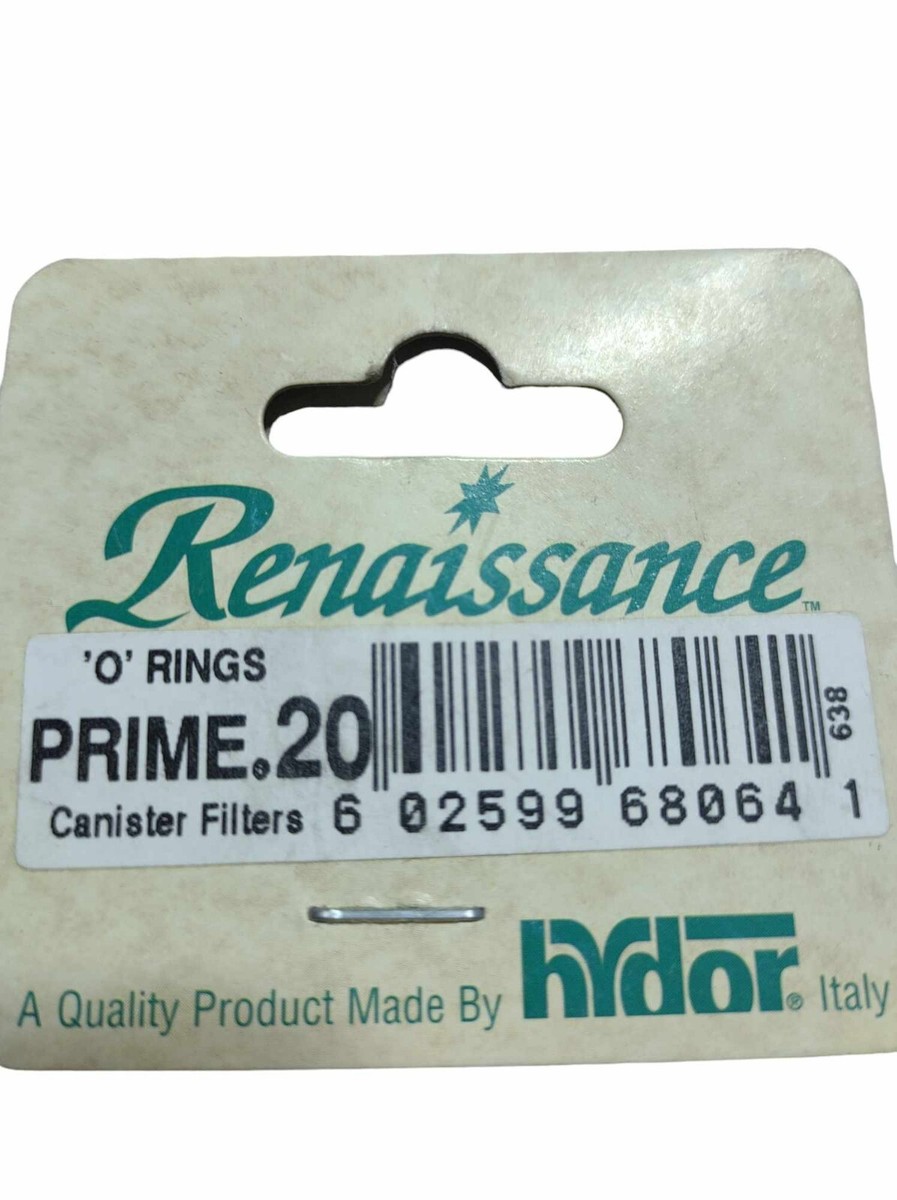 Renaissance™
'O' RINGS
PRIME.20
Canister Filters
638
6 02599 68064 1
A Quality Product Made By hydor® Italy